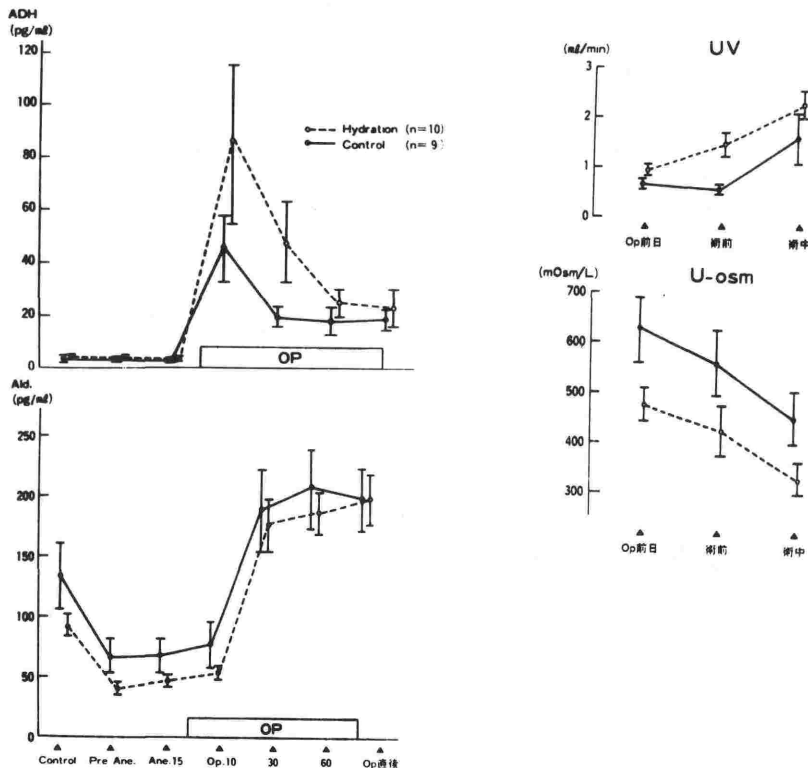 ADH
(pg/mℓ)
120
100
80
60
40
20
0
Hydration (n=10)
Control (n= 9)
OP
Ald.
(pg/mℓ)
250
200
150
100
50
0
OP
Control Pre Ane. Ane.15 Op.10 30 60 Op直後
UV
(mℓ/min)
3
2
1
0
Op前日 術前 術中
U-osm
(mOsm/L)
700
600
500
400
300
Op前日 術前 術中